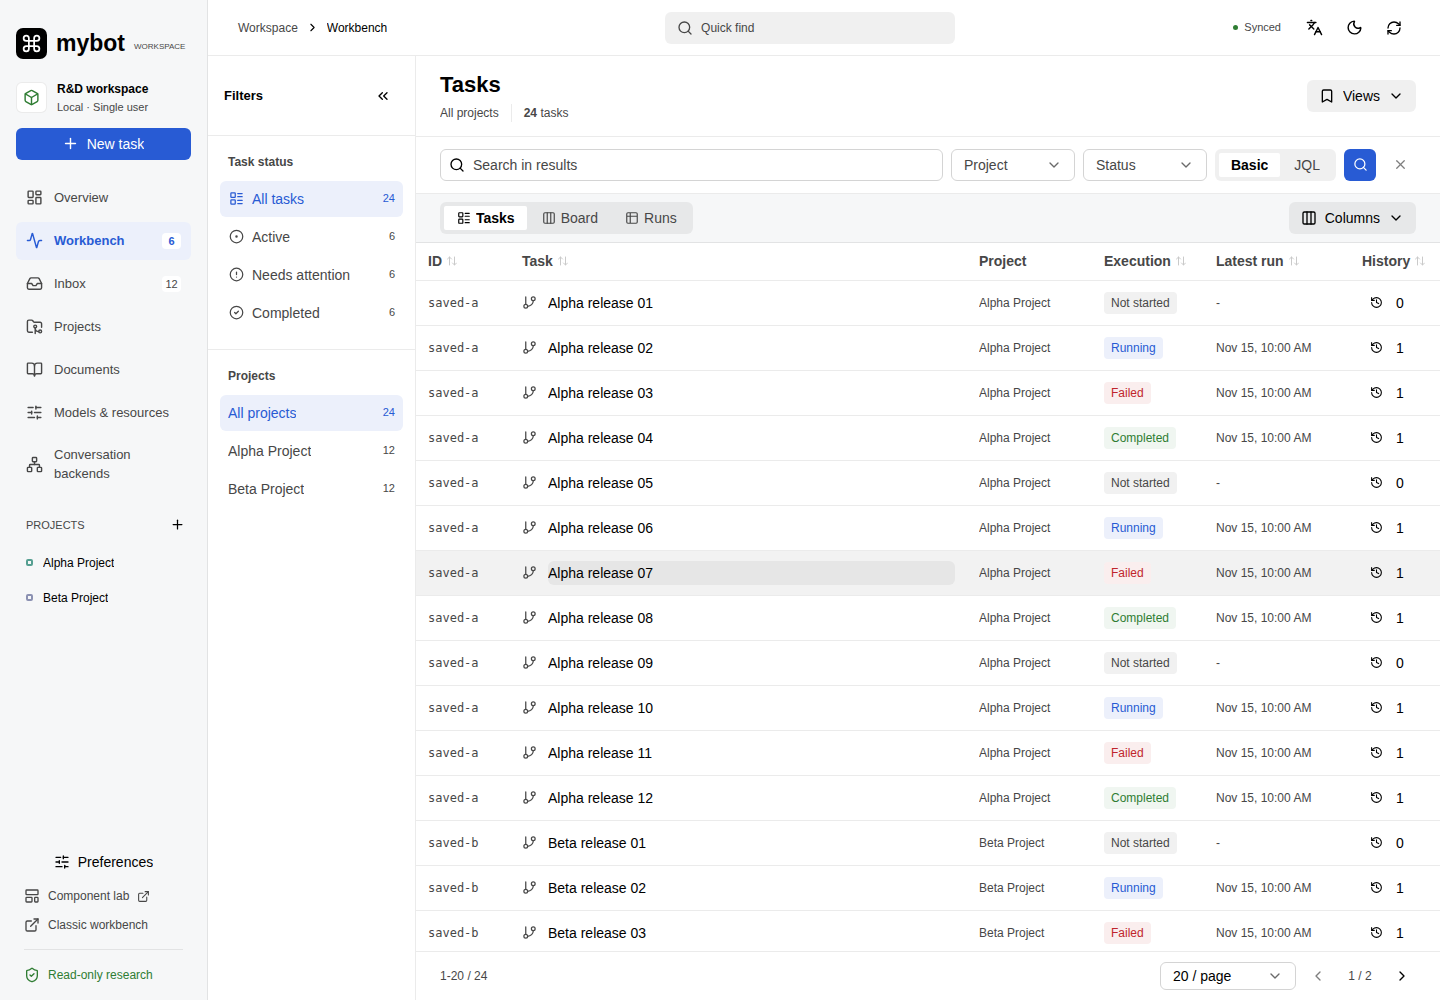 mybot WORKSPACE
R&D workspace
Local · Single user
New task
Overview
Workbench 6
Inbox 12
Projects
Documents
Models & resources
Conversation
backends
PROJECTS
Alpha Project
Beta Project
Preferences
Component lab
Classic workbench
Read-only research
Workspace Workbench
Quick find
Synced
Filters
Task status
All tasks 24
Active 6
Needs attention 6
Completed 6
Projects
All projects 24
Alpha Project 12
Beta Project 12
Tasks
All projects 24 tasks
Views
Search in results
Project
Status
Basic JQL
Tasks Board Runs
Columns
ID Task Project Execution Latest run History
saved-a Alpha release 01 Alpha Project Not started - 0
saved-a Alpha release 02 Alpha Project Running Nov 15, 10:00 AM 1
saved-a Alpha release 03 Alpha Project Failed Nov 15, 10:00 AM 1
saved-a Alpha release 04 Alpha Project Completed Nov 15, 10:00 AM 1
saved-a Alpha release 05 Alpha Project Not started - 0
saved-a Alpha release 06 Alpha Project Running Nov 15, 10:00 AM 1
saved-a Alpha release 07 Alpha Project Failed Nov 15, 10:00 AM 1
saved-a Alpha release 08 Alpha Project Completed Nov 15, 10:00 AM 1
saved-a Alpha release 09 Alpha Project Not started - 0
saved-a Alpha release 10 Alpha Project Running Nov 15, 10:00 AM 1
saved-a Alpha release 11 Alpha Project Failed Nov 15, 10:00 AM 1
saved-a Alpha release 12 Alpha Project Completed Nov 15, 10:00 AM 1
saved-b Beta release 01 Beta Project Not started - 0
saved-b Beta release 02 Beta Project Running Nov 15, 10:00 AM 1
saved-b Beta release 03 Beta Project Failed Nov 15, 10:00 AM 1
1-20 / 24
20 / page
1 / 2